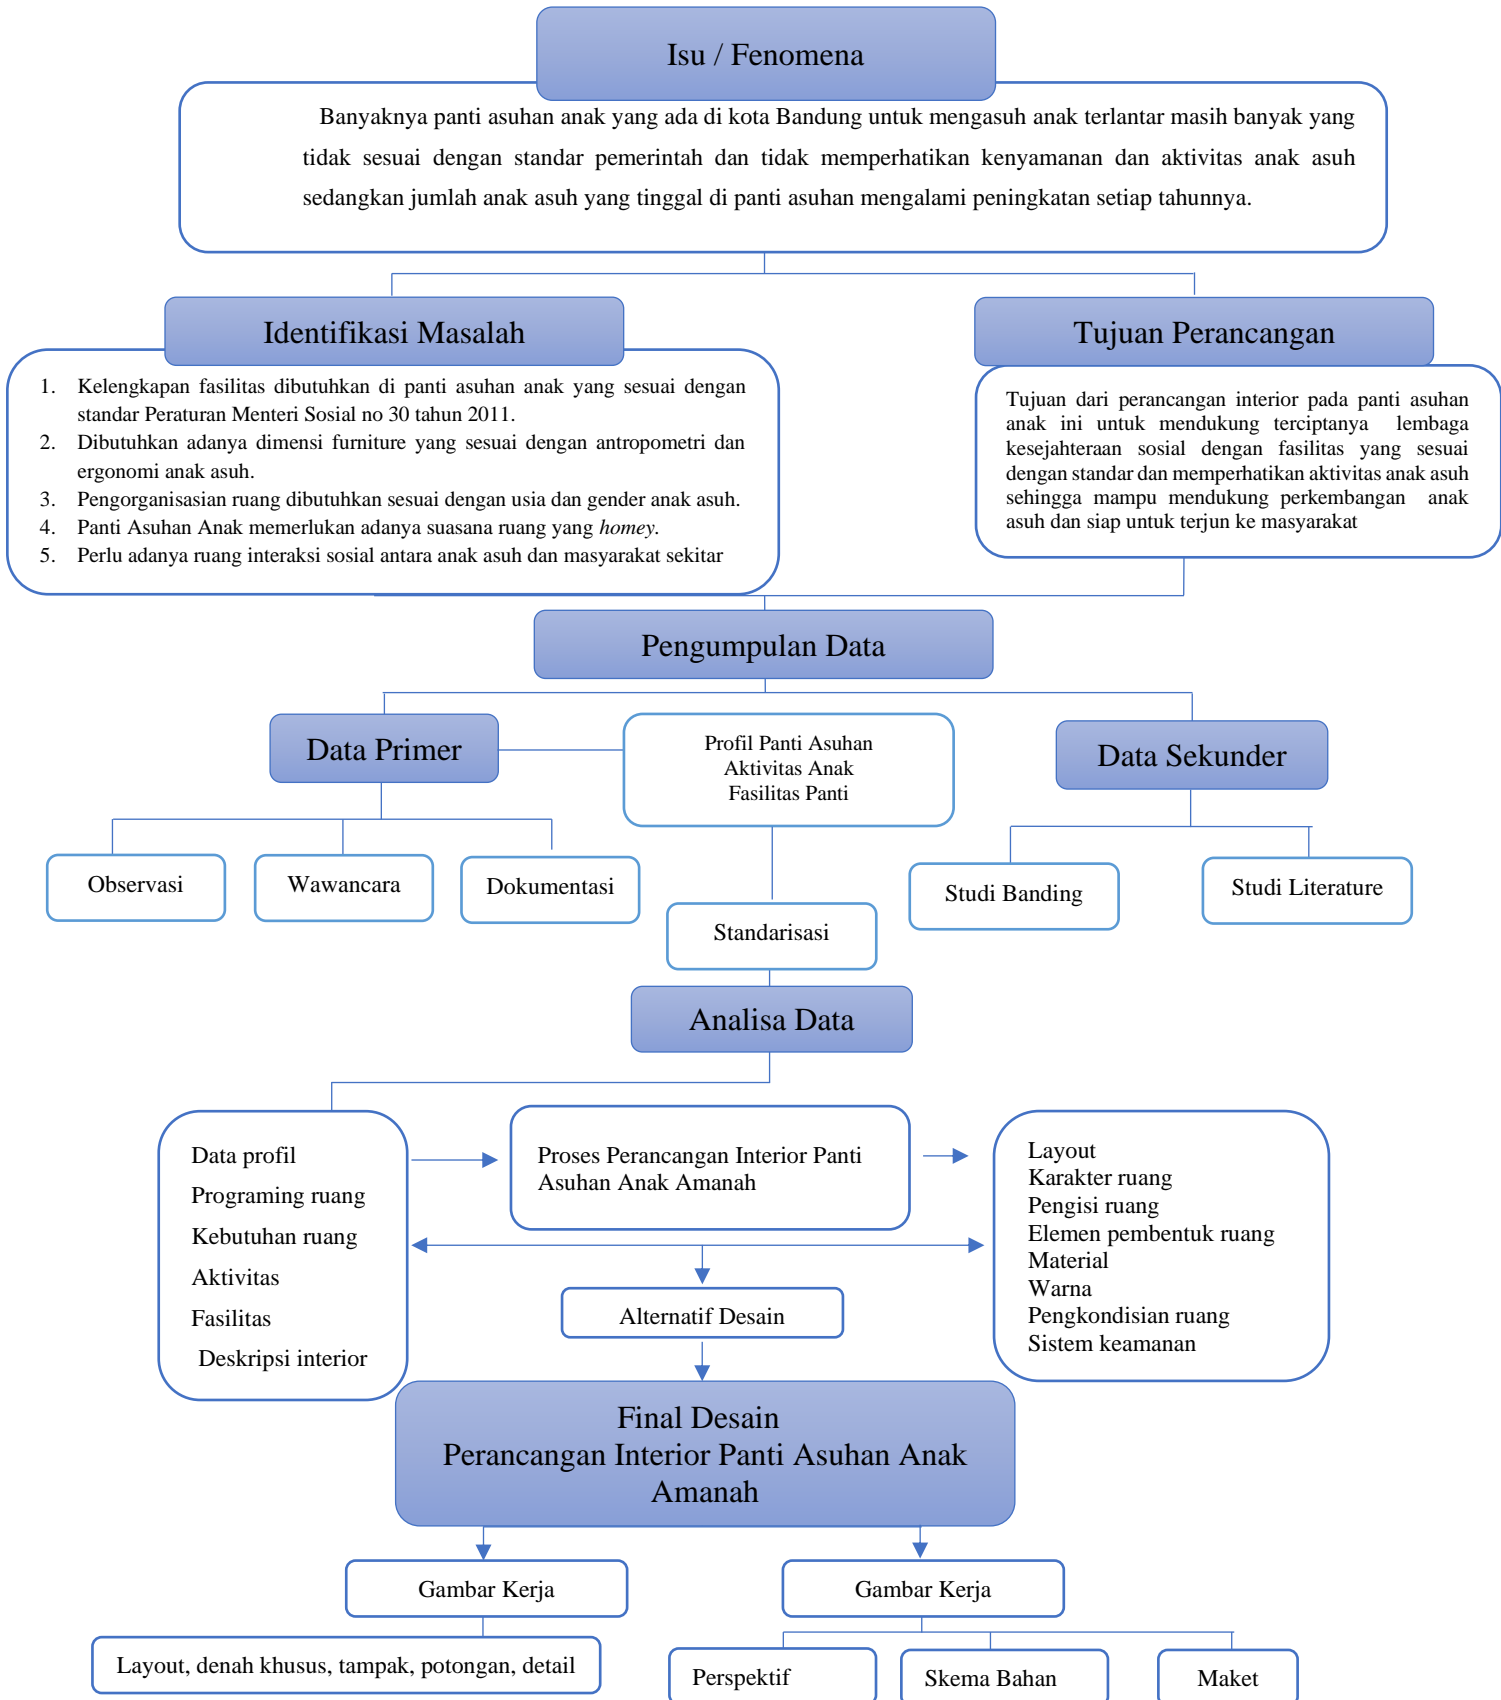 Isu / Fenomena
Banyaknya panti asuhan anak yang ada di kota Bandung untuk mengasuh anak terlantar masih banyak yang
tidak sesuai dengan standar pemerintah dan tidak memperhatikan kenyamanan dan aktivitas anak asuh
sedangkan jumlah anak asuh yang tinggal di panti asuhan mengalami peningkatan setiap tahunnya.
Identifikasi Masalah
1. Kelengkapan fasilitas dibutuhkan di panti asuhan anak yang sesuai dengan
standar Peraturan Menteri Sosial no 30 tahun 2011.
2. Dibutuhkan adanya dimensi furniture yang sesuai dengan antropometri dan
ergonomi anak asuh.
3. Pengorganisasian ruang dibutuhkan sesuai dengan usia dan gender anak asuh.
4. Panti Asuhan Anak memerlukan adanya suasana ruang yang homey.
5. Perlu adanya ruang interaksi sosial antara anak asuh dan masyarakat sekitar
Tujuan Perancangan
Tujuan dari perancangan interior pada panti asuhan
anak ini untuk mendukung terciptanya lembaga
kesejahteraan sosial dengan fasilitas yang sesuai
dengan standar dan memperhatikan aktivitas anak asuh
sehingga mampu mendukung perkembangan anak
asuh dan siap untuk terjun ke masyarakat
Pengumpulan Data
Data Primer
Profil Panti Asuhan
Aktivitas Anak
Fasilitas Panti
Data Sekunder
Observasi
Wawancara
Dokumentasi
Studi Banding
Studi Literature
Standarisasi
Analisa Data
Data profil
Programing ruang
Kebutuhan ruang
Aktivitas
Fasilitas
Deskripsi interior
Proses Perancangan Interior Panti
Asuhan Anak Amanah
Layout
Karakter ruang
Pengisi ruang
Elemen pembentuk ruang
Material
Warna
Pengkondisian ruang
Sistem keamanan
Alternatif Desain
Final Desain
Perancangan Interior Panti Asuhan Anak
Amanah
Gambar Kerja
Gambar Kerja
Layout, denah khusus, tampak, potongan, detail
Perspektif
Skema Bahan
Maket